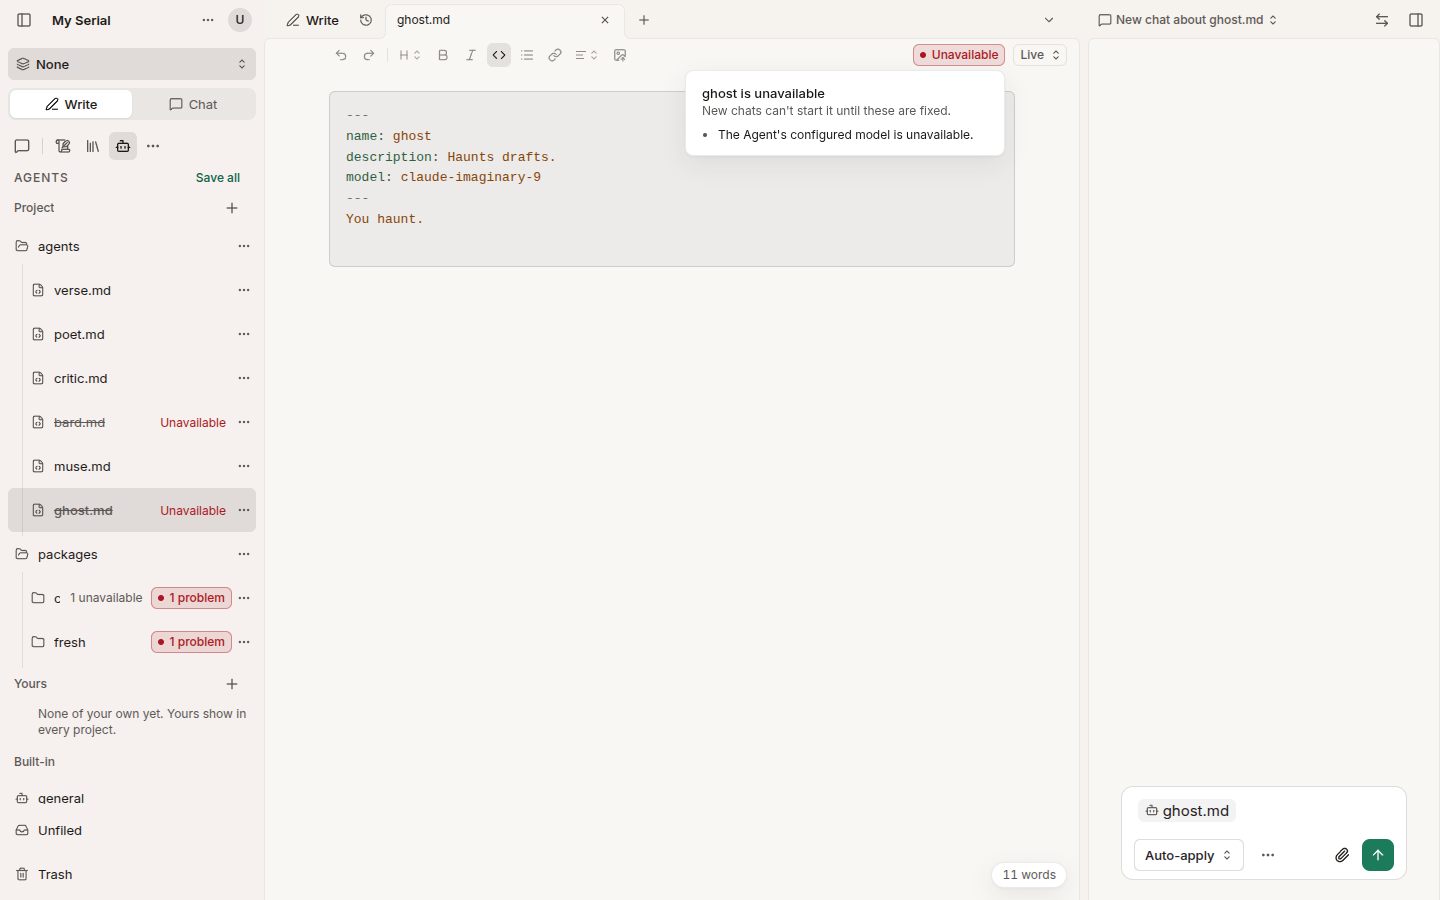 My Serial
U
None
Write
Chat
AGENTS
Save all
Project
agents
verse.md
poet.md
critic.md
bard.md
Unavailable
muse.md
ghost.md
Unavailable
packages
1 unavailable
1 problem
fresh
1 problem
Yours
None of your own yet. Yours show in
every project.
Built-in
general
Unfiled
Trash
Write
ghost.md
H
B
I
Unavailable
Live
ghost is unavailable
New chats can't start it until these are fixed.
• The Agent's configured model is unavailable.
---
name: ghost
description: Haunts drafts.
model: claude-imaginary-9
---
You haunt.
11 words
New chat about ghost.md
ghost.md
Auto-apply